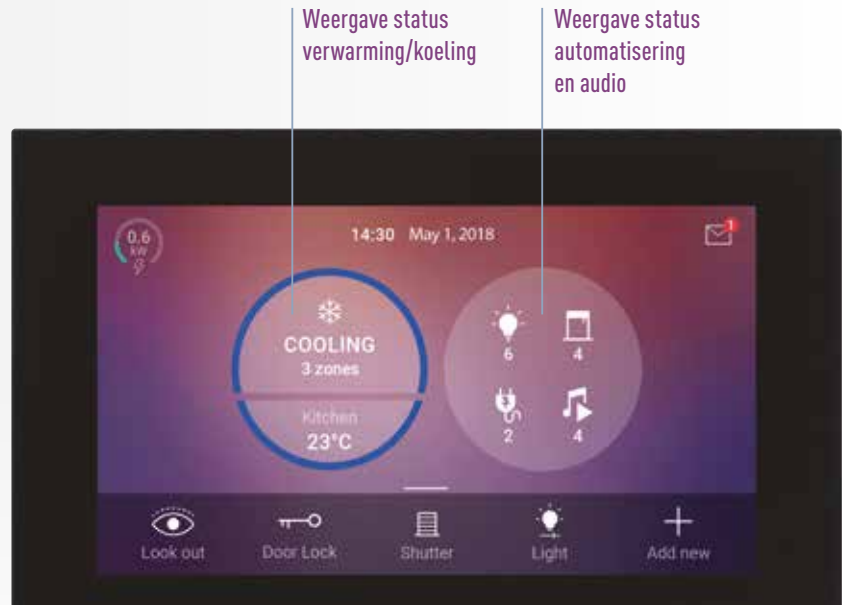 Weergave status
verwarming/koeling
Weergave status
automatisering
en audio
0.6
kW
14:30 May 1, 2018
1
COOLING
3 zones
Kitchen
23°C
6
4
3
2
4
Look out
Door Lock
Shutter
Light
Add new